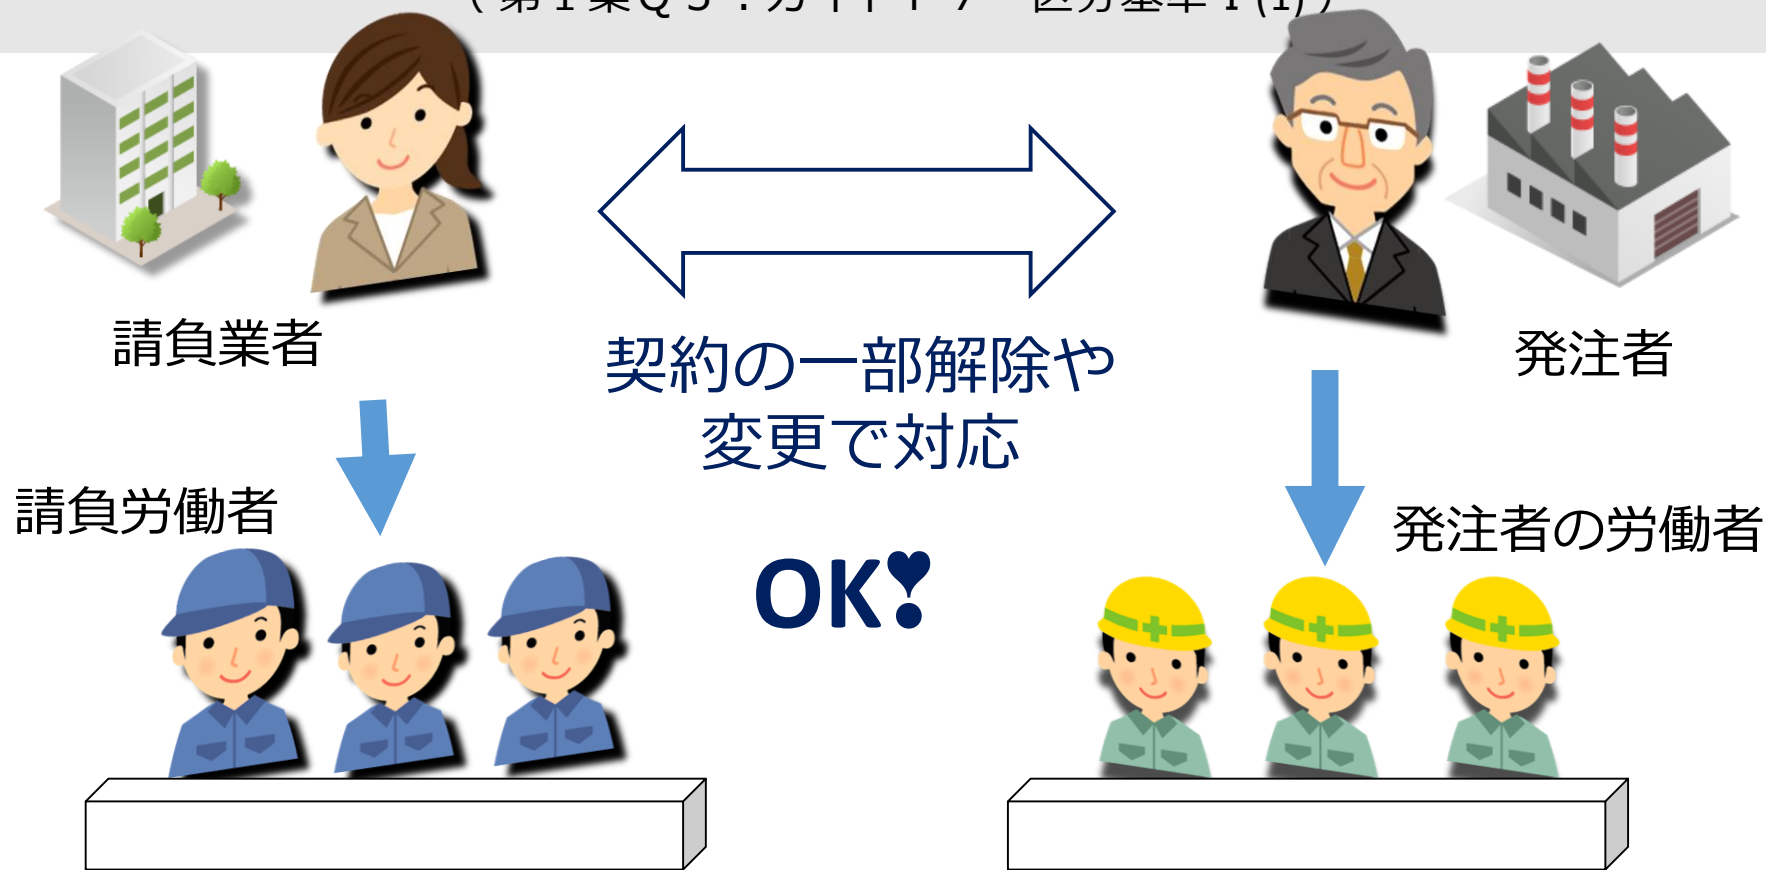 請負業者
発注者
契約の一部解除や
変更で対応
請負労働者
発注者の労働者
OK❣